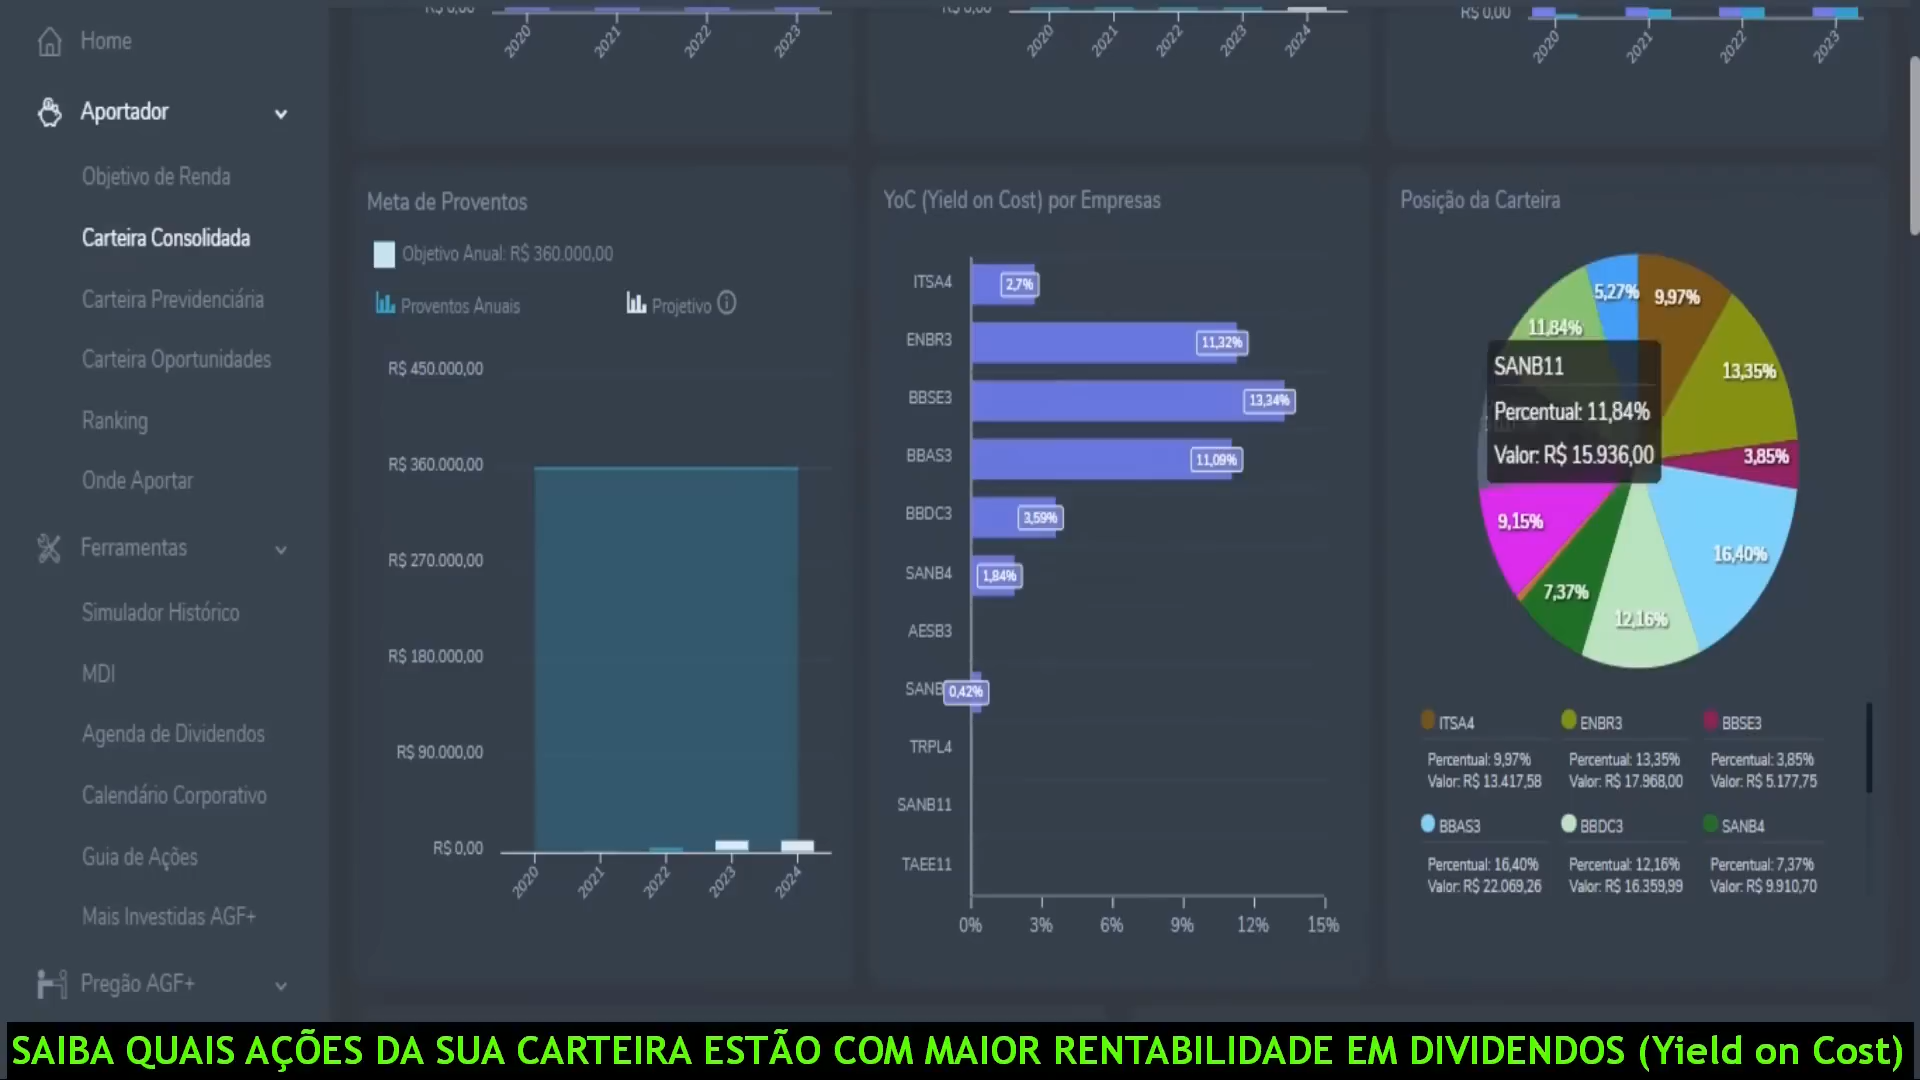 Home
Aportador
Objetivo de Renda
Carteira Consolidada
Carteira Previdenciária
Carteira Oportunidades
Ranking
Onde Aportar
Ferramentas
Simulador Histórico
MDI
Agenda de Dividendos
Calendário Corporativo
Guia de Ações
Mais Investidas AGF+
Pregão AGF+
R$ 0,00
2020
2021
2022
2023
R$ 0,00
2020
2021
2022
2023
2024
R$ 0,00
2020
2021
2022
2023
Meta de Proventos
Objetivo Anual: R$ 360.000,00
Proventos Anuais
Projetivo
R$ 450.000,00
R$ 360.000,00
R$ 270.000,00
R$ 180.000,00
R$ 90.000,00
R$ 0,00
2020
2021
2022
2023
2024
YoC (Yield on Cost) por Empresas
ITSA4
2,7%
ENBR3
11,32%
BBSE3
13,34%
BBAS3
11,09%
BBDC3
3,59%
SANB4
1,84%
AESB3
SANB
0,42%
TRPL4
SANB11
TAEE11
0%
3%
6%
9%
12%
15%
Posição da Carteira
5,27%
9,97%
11,84%
13,35%
SANB11
Percentual: 11,84%
Valor: R$ 15.936,00
3,85%
9,15%
16,40%
7,37%
12,16%
ITSA4
Percentual: 9,97%
Valor: R$ 13.417,58
ENBR3
Percentual: 13,35%
Valor: R$ 17.968,00
BBSE3
Percentual: 3,85%
Valor: R$ 5.177,75
BBAS3
Percentual: 16,40%
Valor: R$ 22.069,26
BBDC3
Percentual: 12,16%
Valor: R$ 16.359,99
SANB4
Percentual: 7,37%
Valor: R$ 9.910,70
SAIBA QUAIS AÇÕES DA SUA CARTEIRA ESTÃO COM MAIOR RENTABILIDADE EM DIVIDENDOS (Yield on Cost)